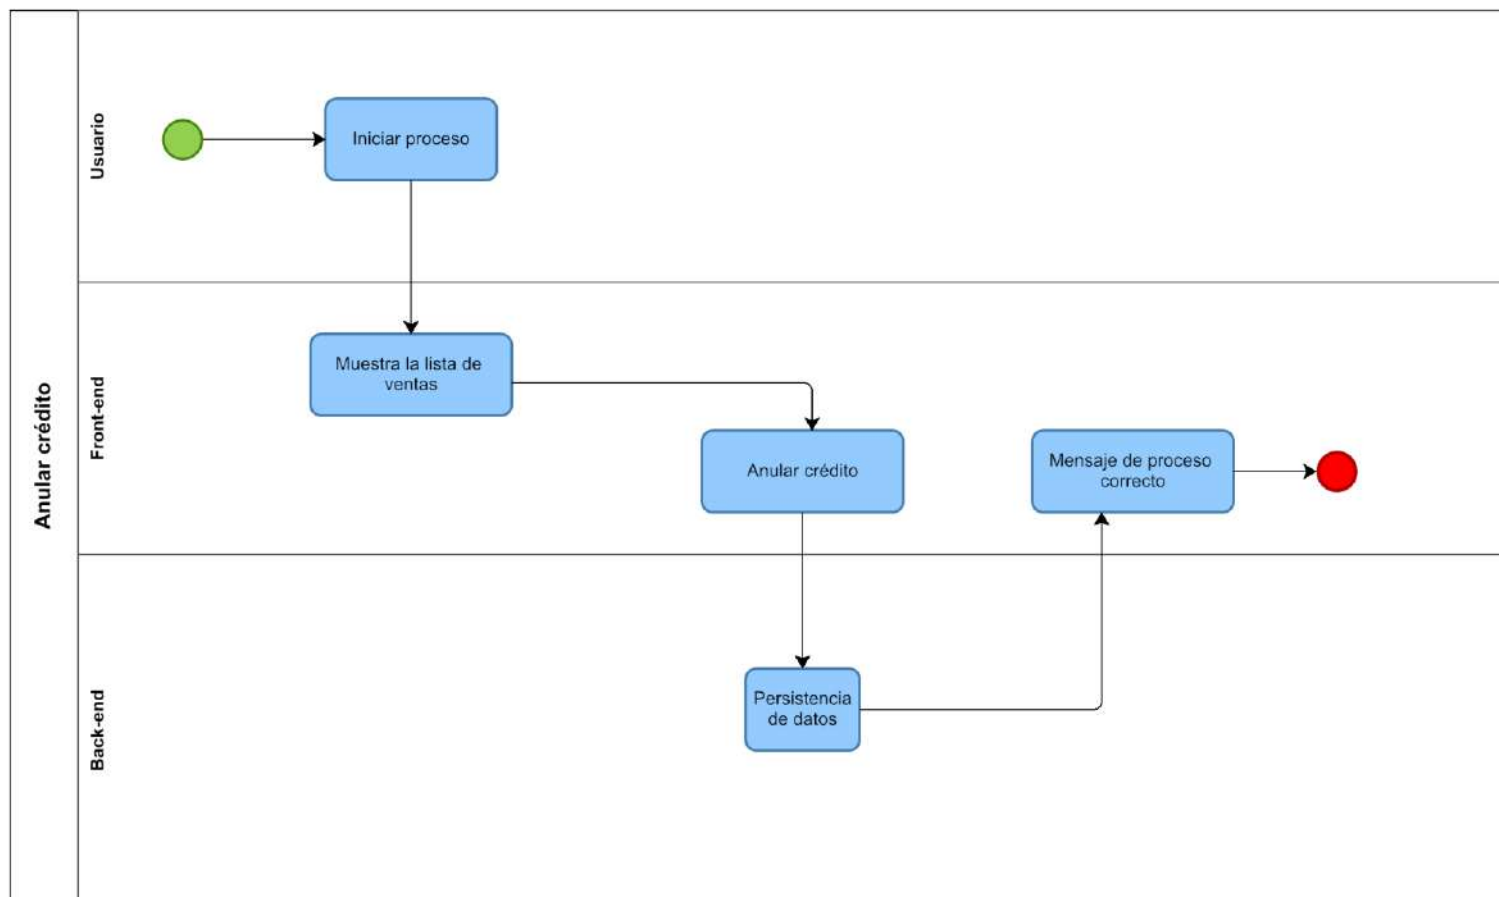 Anular crédito
Usuario
Iniciar proceso
Front-end
Muestra la lista de
ventas
Anular crédito
Mensaje de proceso
correcto
Back-end
Persistencia
de datos